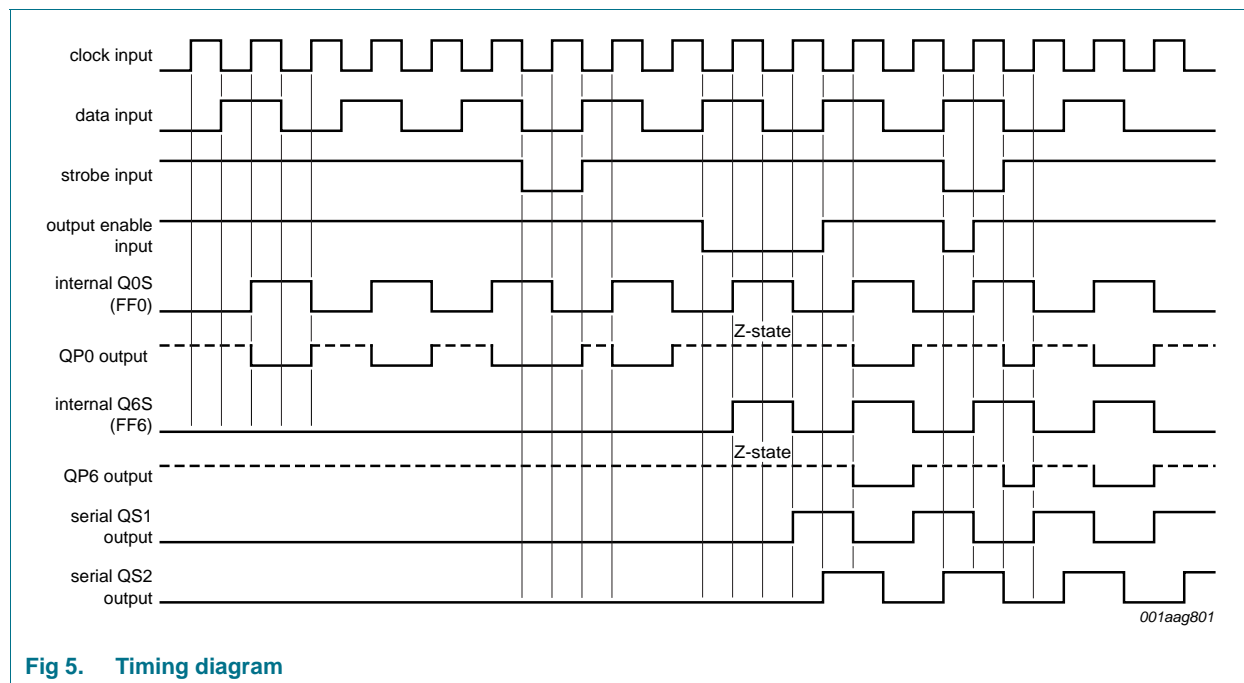 clock input
data input
strobe input
output enable
input
internal Q0S
(FF0)
Z-state
QP0 output
internal Q6S
(FF6)
Z-state
QP6 output
serial QS1
output
serial QS2
output
001aag801
Fig 5. Timing diagram